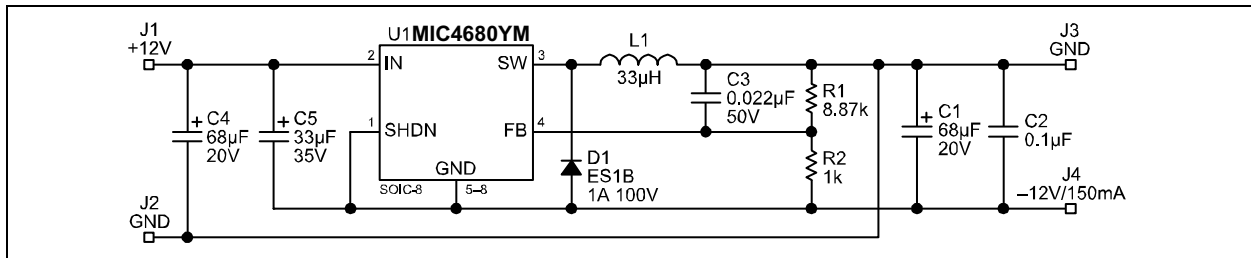 J1
+12V
U1 MIC4680YM
2
IN
SW
3
L1
33µH
J3
GND
C3
0.022µF
50V
R1
8.87k
+ C4
68µF
20V
+ C5
33µF
35V
1
SHDN
FB
4
+ C1
68µF
20V
C2
0.1µF
D1
ES1B
1A 100V
R2
1k
GND
SOIC-8
5–8
J4
–12V/150mA
J2
GND